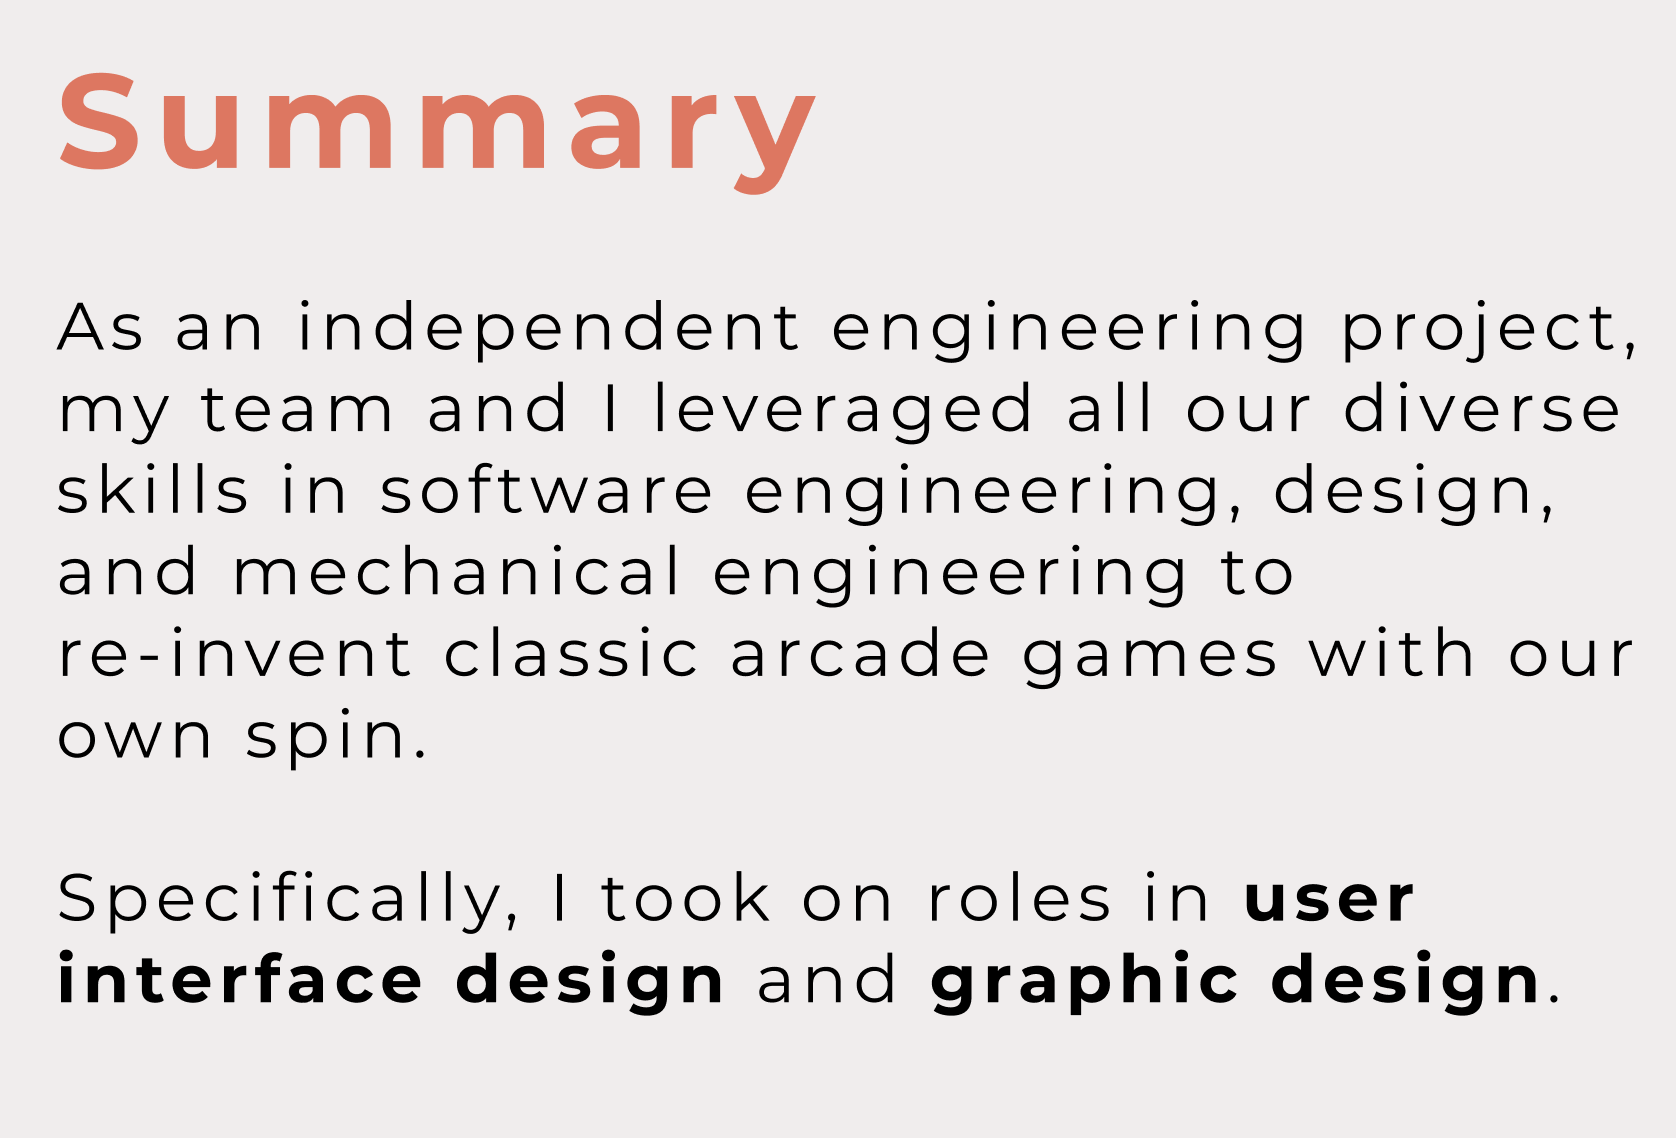 Summary
As an independent engineering project,
my team and I leveraged all our diverse
skills in software engineering, design,
and mechanical engineering to
re-invent classic arcade games with our
own spin.
Specifically, I took on roles in user
interface design and graphic design.